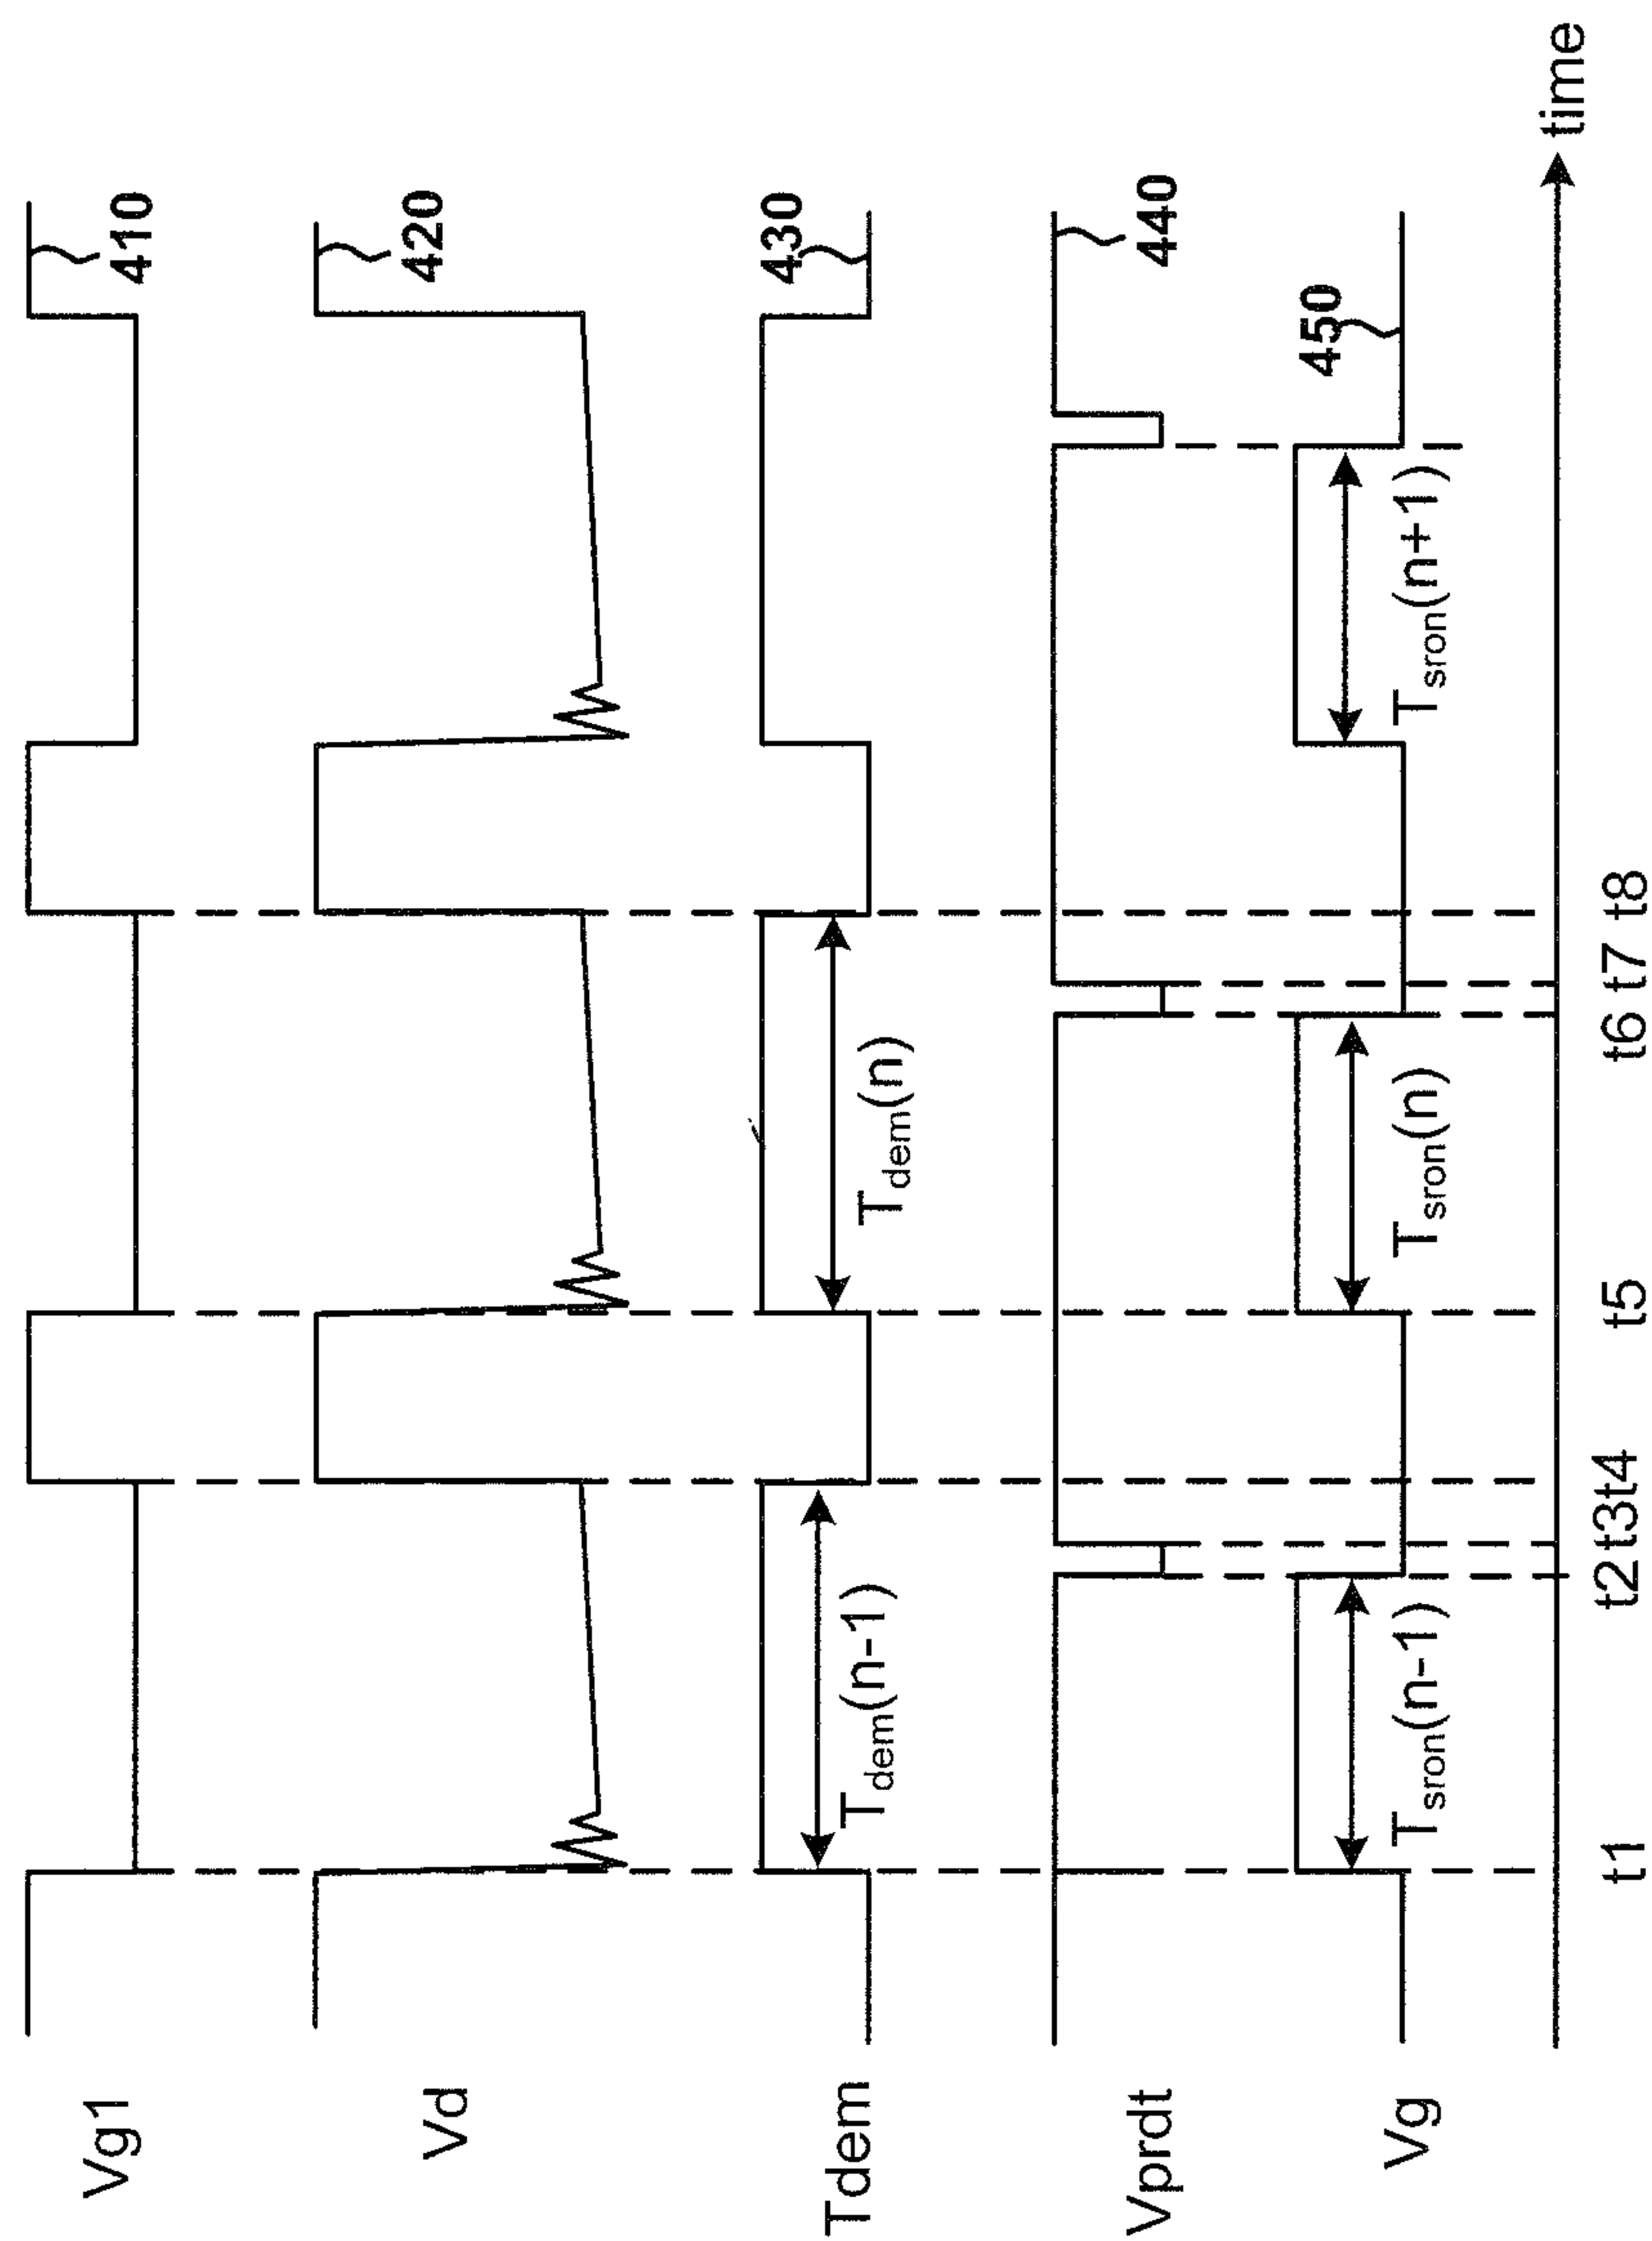 Vg1
410
Vd
420
Tdem
430
Tdem(n-1)
Tdem(n)
Vprdt
440
Vg
450
Tsron(n-1)
Tsron(n)
Tsron(n+1)
time
t1
t2
t3
t4
t5
t6
t7
t8